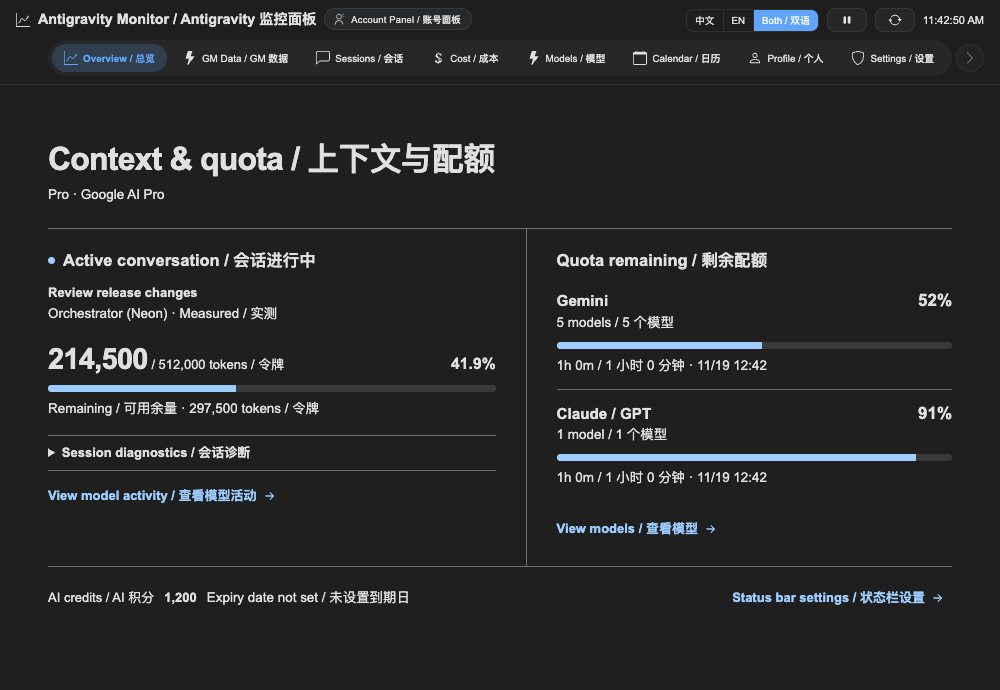 Antigravity Monitor / Antigravity 监控面板
Account Panel / 账号面板
中文
EN
Both / 双语
11:42:50 AM
Overview / 总览
GM Data / GM 数据
Sessions / 会话
Cost / 成本
Models / 模型
Calendar / 日历
Profile / 个人
Settings / 设置
Context & quota / 上下文与配额
Pro · Google AI Pro
Active conversation / 会话进行中
Review release changes
Orchestrator (Neon) · Measured / 实测
214,500 / 512,000 tokens / 令牌
41.9%
Remaining / 可用余量 · 297,500 tokens / 令牌
Session diagnostics / 会话诊断
View model activity / 查看模型活动 →
Quota remaining / 剩余配额
Gemini
52%
5 models / 5 个模型
1h 0m / 1 小时 0 分钟 · 11/19 12:42
Claude / GPT
91%
1 model / 1 个模型
1h 0m / 1 小时 0 分钟 · 11/19 12:42
View models / 查看模型 →
AI credits / AI 积分 1,200 Expiry date not set / 未设置到期日
Status bar settings / 状态栏设置 →